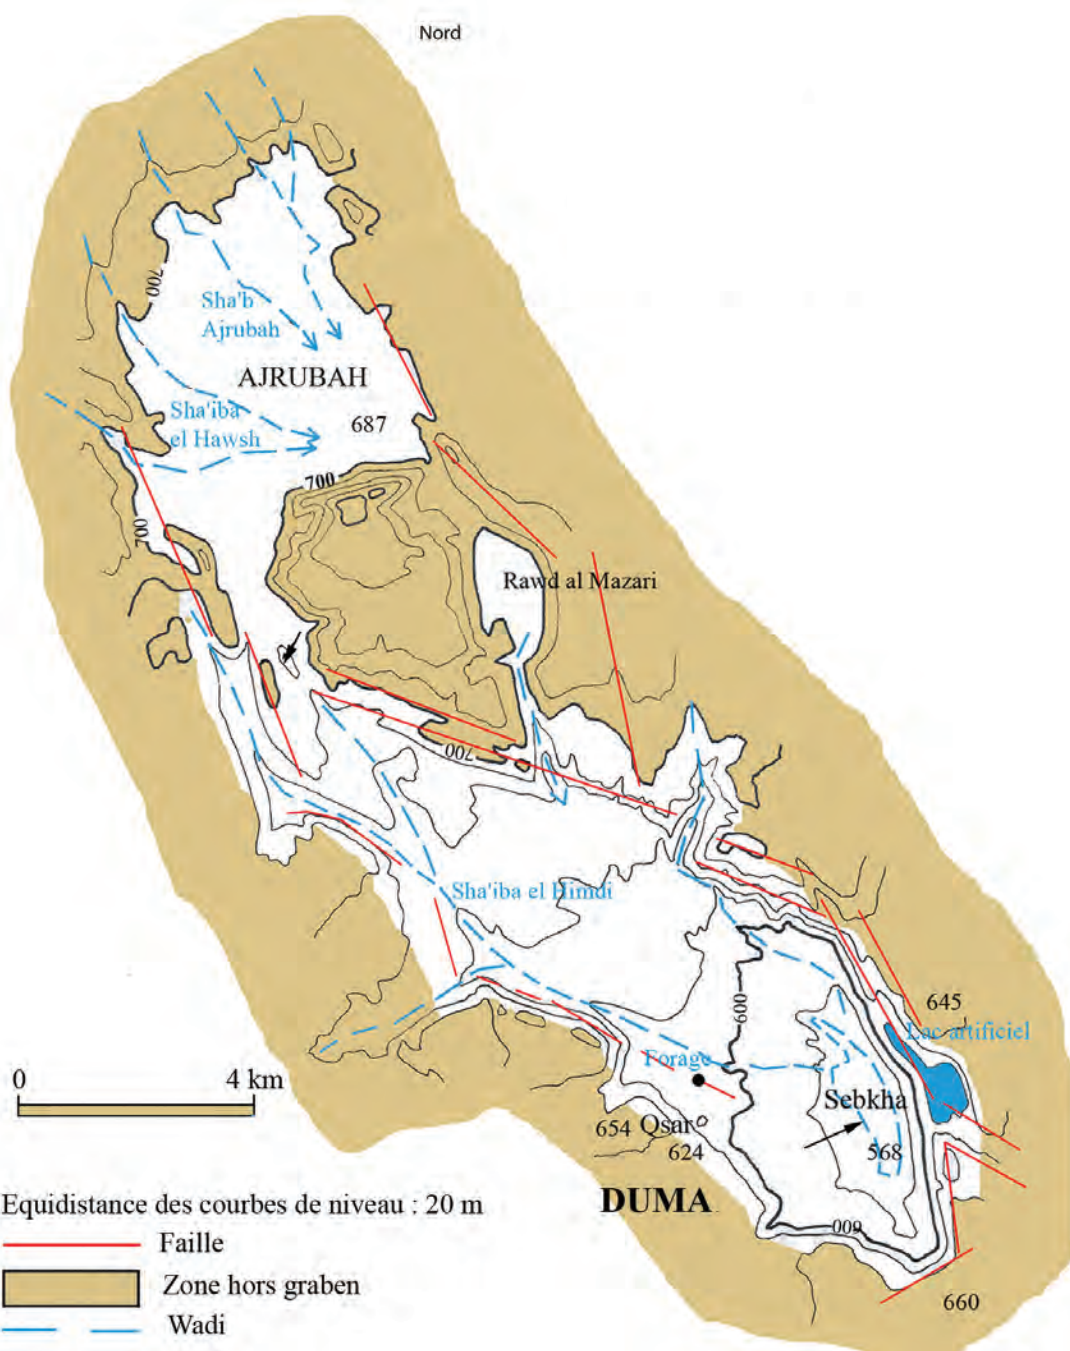 Nord
700
Sha'b
Ajrubah
AJRUBAH
Sha'iba
el Hawsh
687
700
700
Rawd al Mazari
700
Sha'iba el Himdi
600
645
Lac artificiel
Forage
0 4 km
Sebkha
654 Qsar
624
568
DUMA
Equidistance des courbes de niveau : 20 m
600
Faille
Zone hors graben
660
Wadi